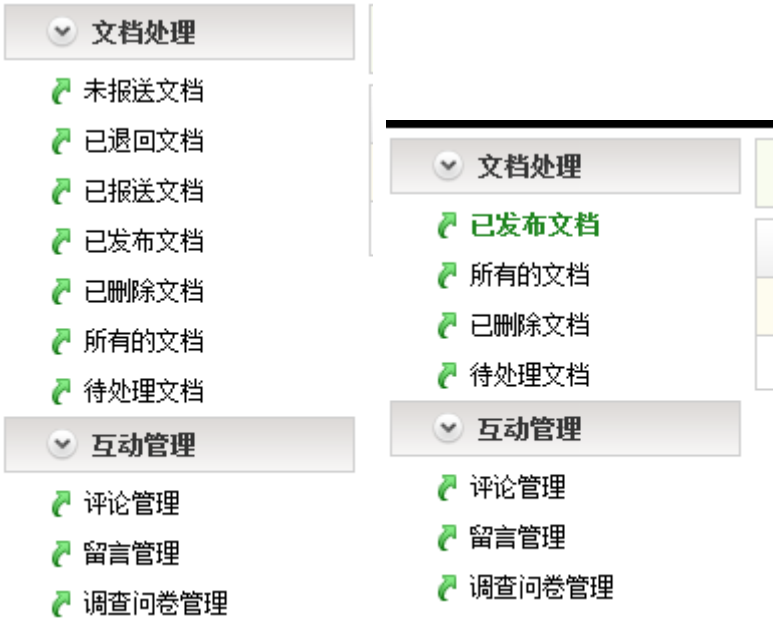 文档处理
未报送文档
已退回文档
已报送文档
已发布文档
已删除文档
所有的文档
待处理文档
互动管理
评论管理
留言管理
调查问卷管理
文档处理
已发布文档
所有的文档
已删除文档
待处理文档
互动管理
评论管理
留言管理
调查问卷管理